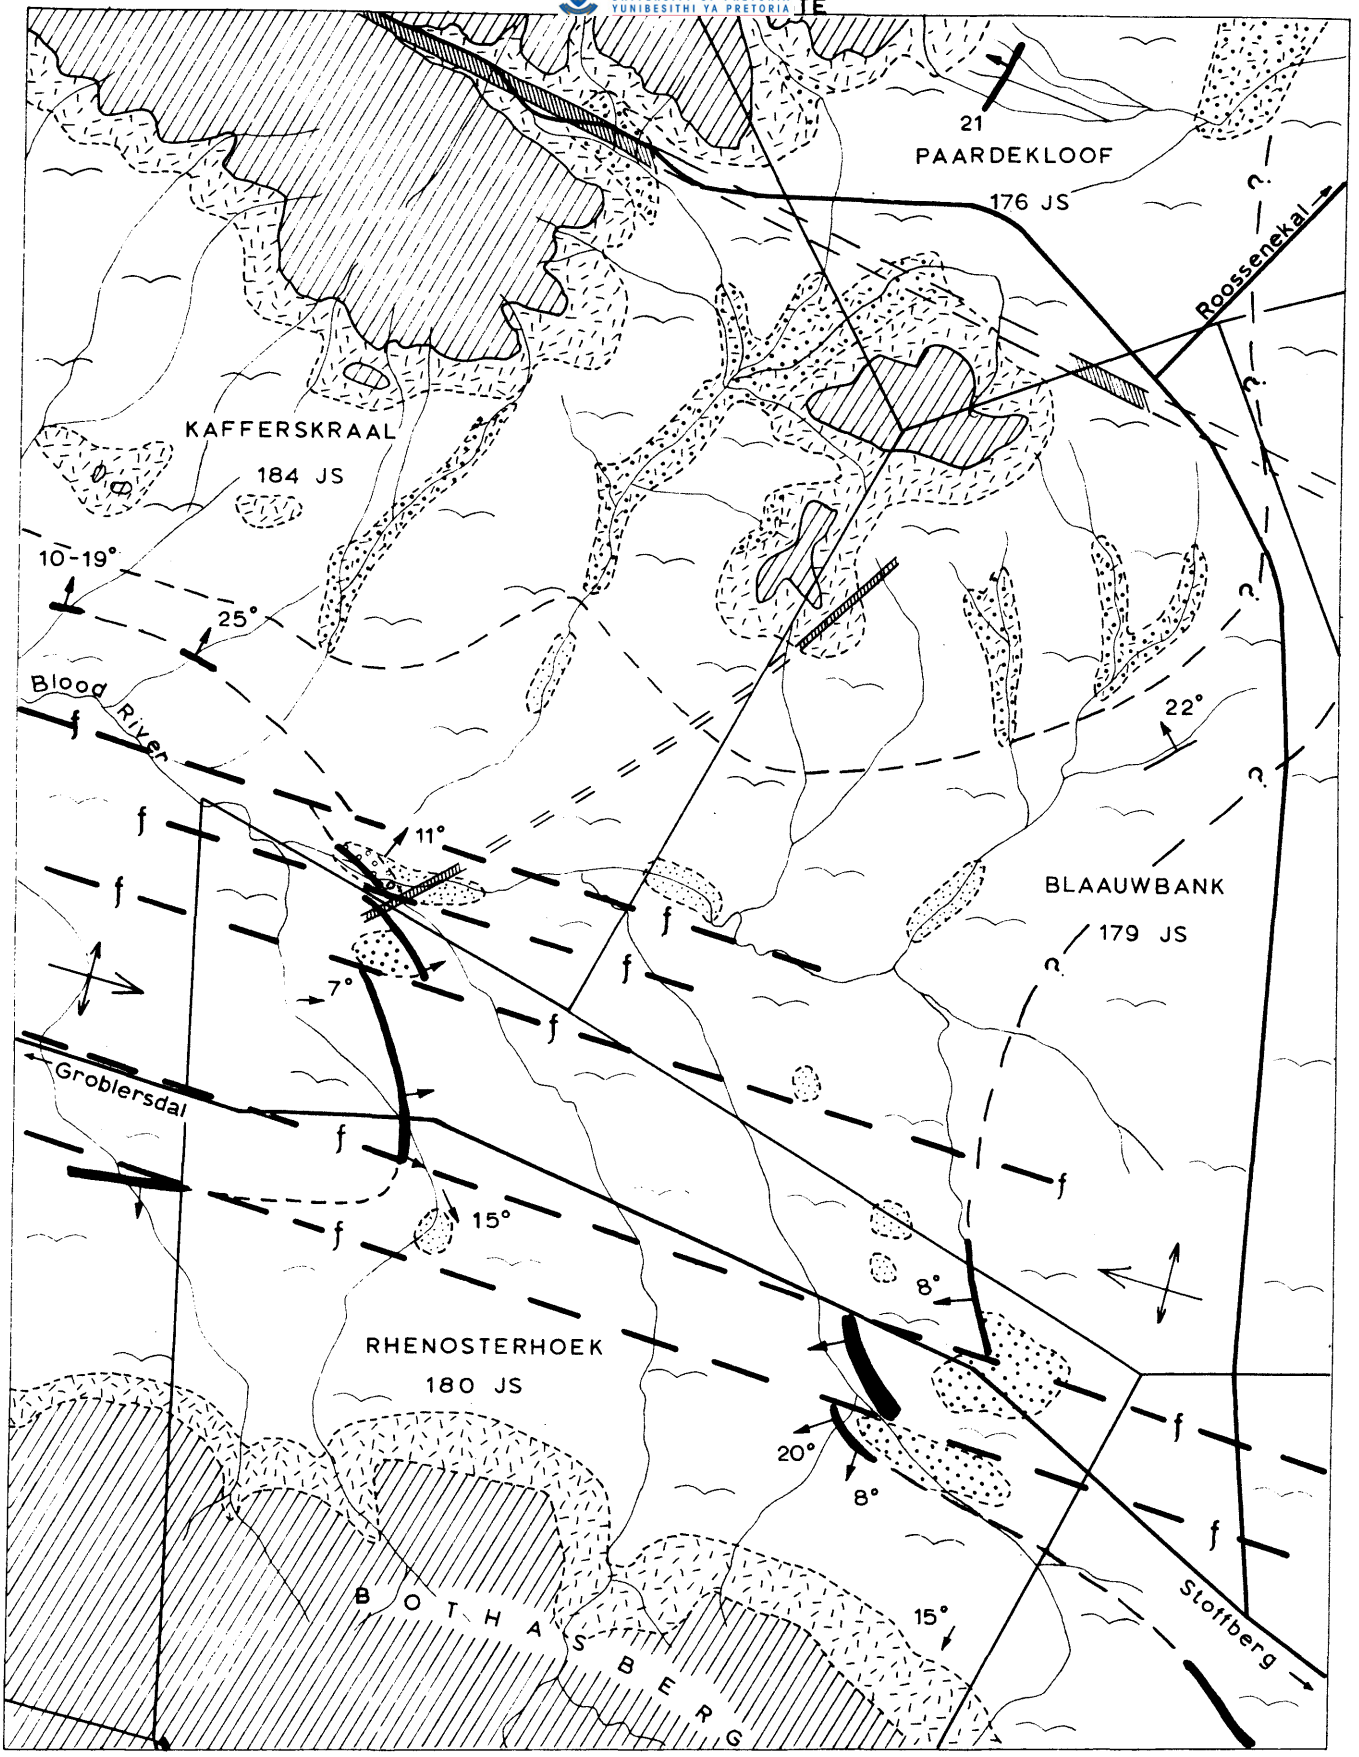 YUNIBESITHI YA PRETORIA
TE
21
PAARDEKLOOF
176 JS
?
Roossenekal
?
KAFFERSKRAAL
184 JS
10-19°
25°
?
Blood River
f
22°
?
f
11°
f
BLAAUWBANK
179 JS
f
f
?
7°
f
Groblersdal
f
f
15°
f
8°
RHENOSTERHOEK
180 JS
f
20°
8°
f
Stoffberg
15°
BOTHASBERG